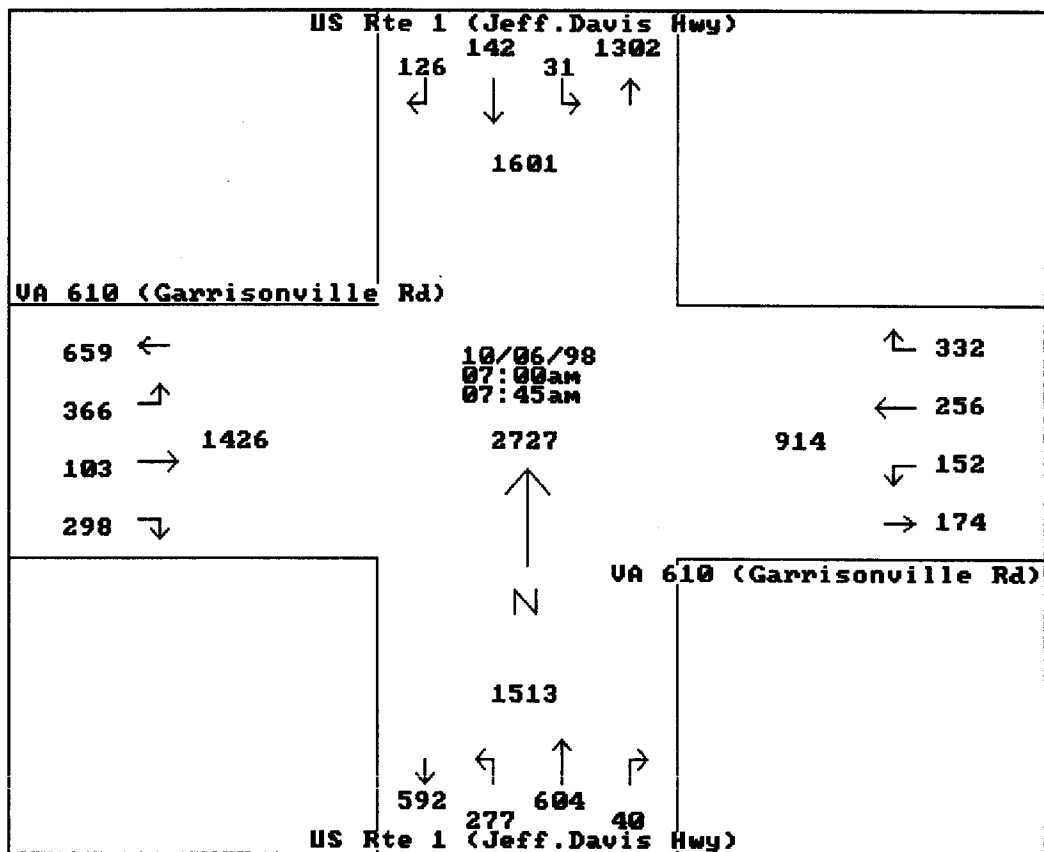 US Rte 1 (Jeff.Davis Hwy)
142 1302
126 31
1601
VA 610 (Garrisonville Rd)
659
366
1426
103
298
10/06/98
07:00am
07:45am
2727
332
256
914
152
174
VA 610 (Garrisonville Rd)
N
1513
592 604
277 40
US Rte 1 (Jeff.Davis Hwy)